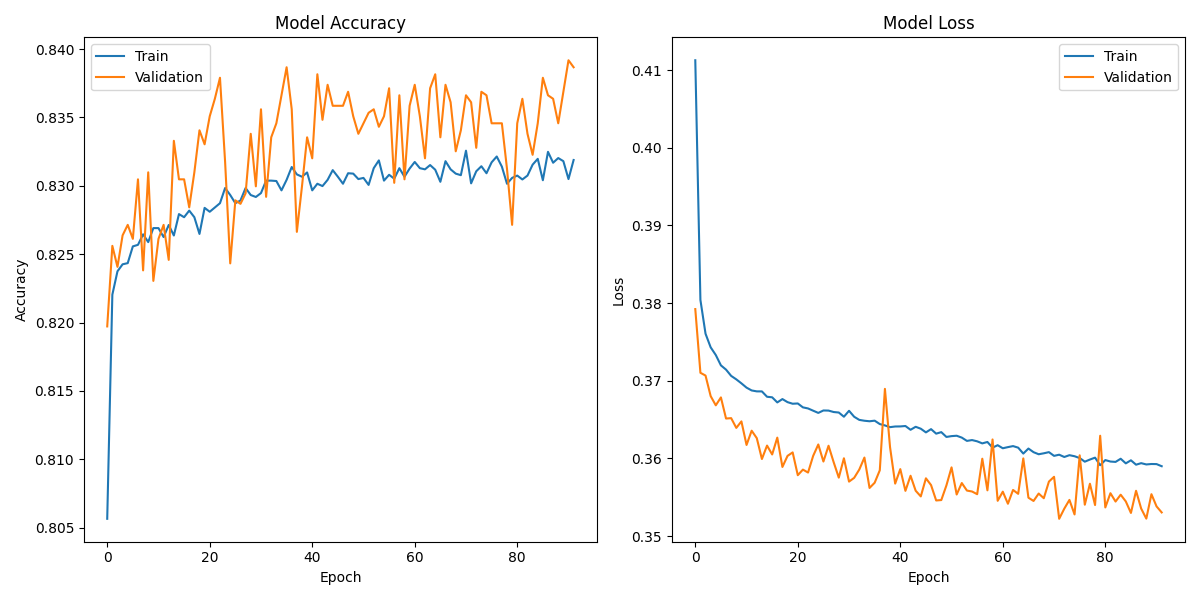 Model Accuracy
Train
Validation
0.840
0.835
0.830
0.825
0.820
0.815
0.810
0.805
Accuracy
0
20
40
60
80
Epoch
Model Loss
Train
Validation
0.41
0.40
0.39
0.38
0.37
0.36
0.35
Loss
0
20
40
60
80
Epoch